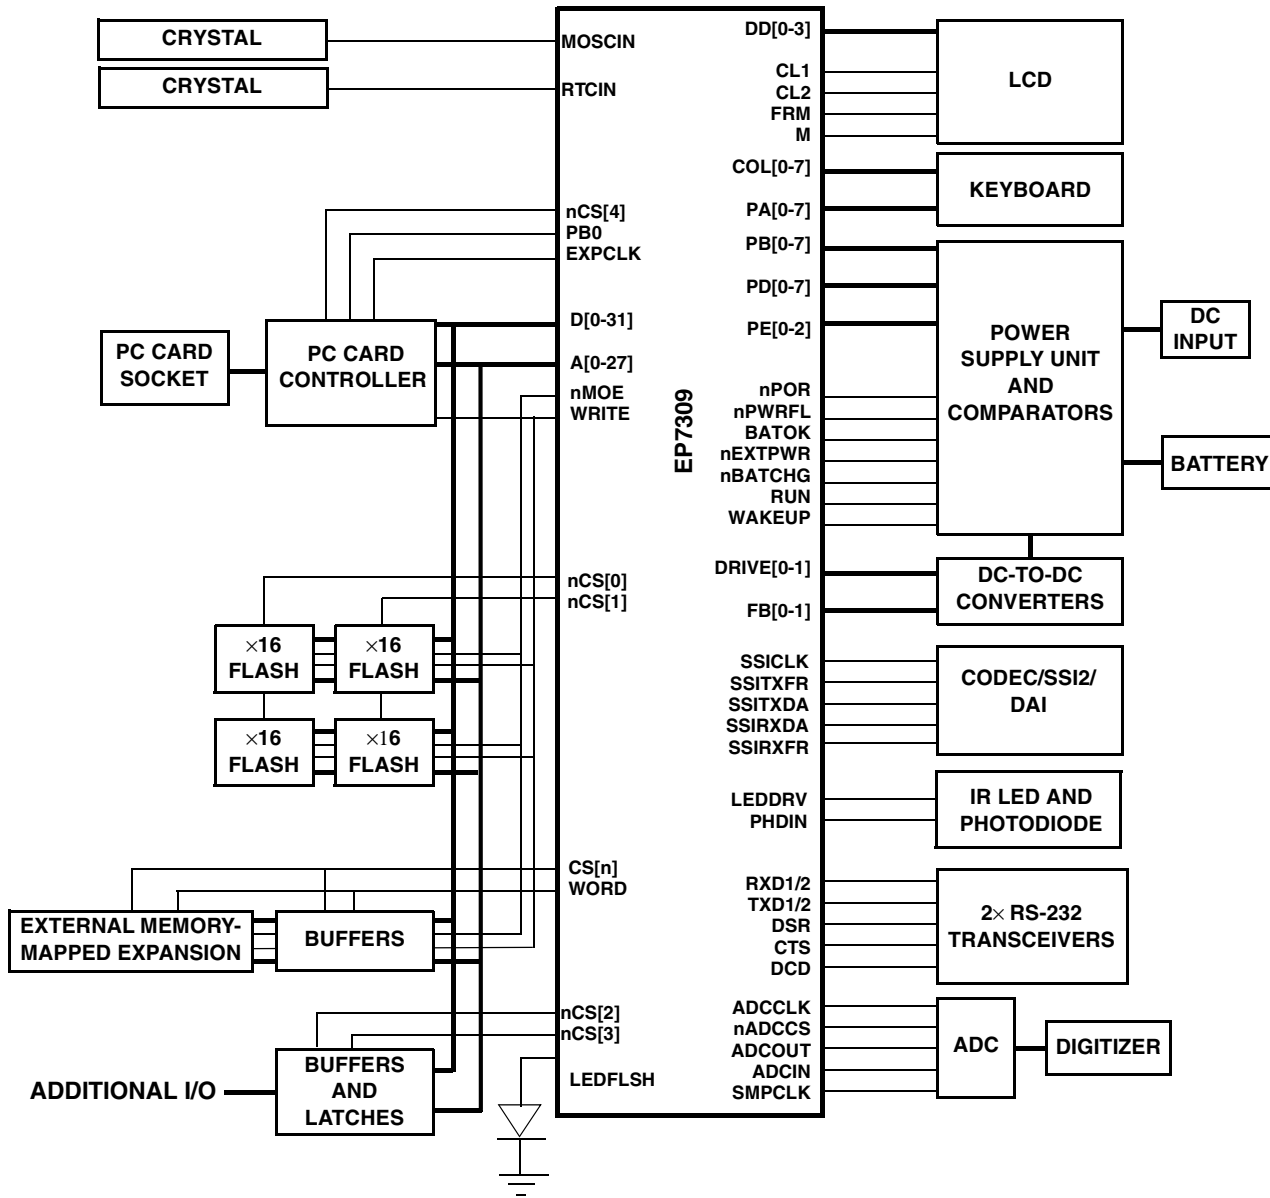 CRYSTAL
CRYSTAL
MOSCIN
RTCIN
nCS[4]
PB0
EXPCLK
D[0-31]
A[0-27]
nMOE
WRITE
PC CARD
SOCKET
PC CARD
CONTROLLER
nCS[0]
nCS[1]
×16
FLASH
×16
FLASH
×16
FLASH
×16
FLASH
CS[n]
WORD
EXTERNAL MEMORY-
MAPPED EXPANSION
BUFFERS
nCS[2]
nCS[3]
LEDFLSH
ADDITIONAL I/O
BUFFERS
AND
LATCHES
EP7309
DD[0-3]
CL1
CL2
FRM
M
COL[0-7]
PA[0-7]
PB[0-7]
PD[0-7]
PE[0-2]
nPOR
nPWRFL
BATOK
nEXTPWR
nBATCHG
RUN
WAKEUP
DRIVE[0-1]
FB[0-1]
SSICLK
SSITXFR
SSITXDA
SSIRXDA
SSIRXFR
LEDDRV
PHDIN
RXD1/2
TXD1/2
DSR
CTS
DCD
ADCCLK
nADCCS
ADCOUT
ADCIN
SMPCLK
LCD
KEYBOARD
POWER
SUPPLY UNIT
AND
COMPARATORS
DC
INPUT
BATTERY
DC-TO-DC
CONVERTERS
CODEC/SSI2/
DAI
IR LED AND
PHOTODIODE
2× RS-232
TRANSCEIVERS
ADC
DIGITIZER